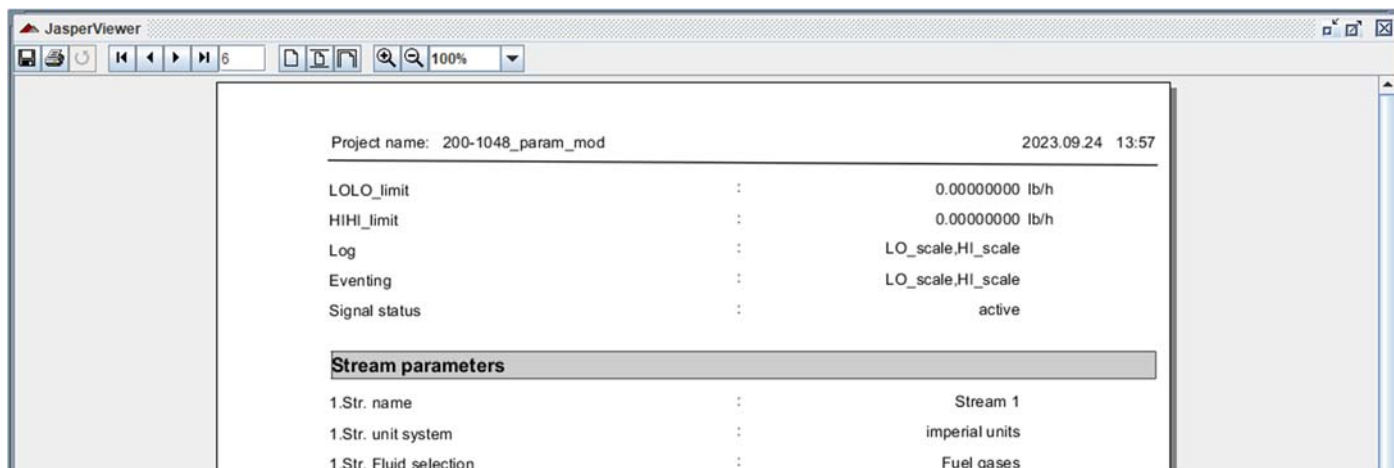 JasperViewer
6 100%
Project name: 200-1048_param_mod 2023.09.24 13:57
LOLO_limit : 0.00000000 lb/h
HIHI_limit : 0.00000000 lb/h
Log : LO_scale,HI_scale
Eventing : LO_scale,HI_scale
Signal status : active
Stream parameters
1.Str. name : Stream 1
1.Str. unit system : imperial units
1.Str. Fluid selection : Fuel gases